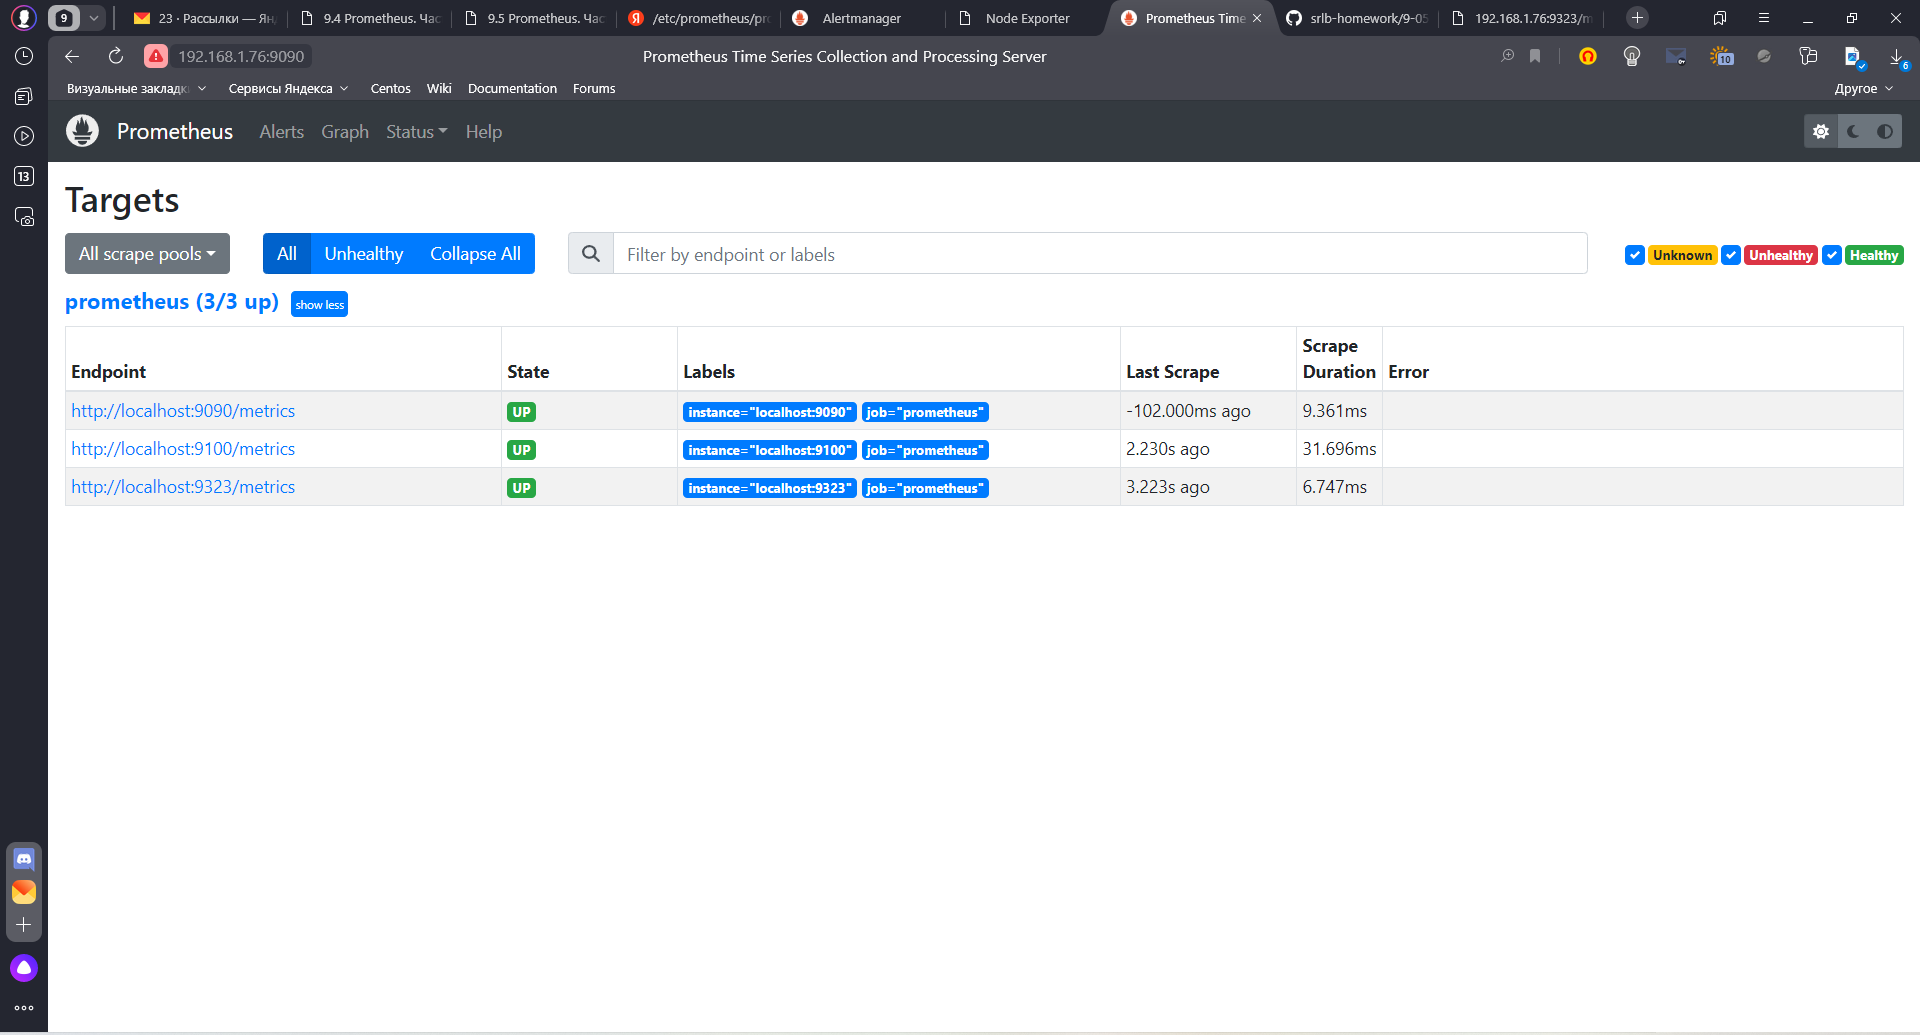 9
23 · Рассылки — Янд
9.4 Prometheus. Час
9.5 Prometheus. Час
/etc/prometheus/pro
Alertmanager
Node Exporter
Prometheus Time
srlb-homework/9-05
192.168.1.76:9323/m
192.168.1.76:9090
Prometheus Time Series Collection and Processing Server
10
6
Визуальные закладки
Сервисы Яндекса
Centos
Wiki
Documentation
Forums
Другое
Prometheus
Alerts
Graph
Status
Help
13
Targets
All scrape pools
All
Unhealthy
Collapse All
Filter by endpoint or labels
Unknown
Unhealthy
Healthy
prometheus (3/3 up)
show less
Endpoint State Labels Last Scrape Scrape Duration Error
http://localhost:9090/metrics UP instance="localhost:9090" job="prometheus" -102.000ms ago 9.361ms
http://localhost:9100/metrics UP instance="localhost:9100" job="prometheus" 2.230s ago 31.696ms
http://localhost:9323/metrics UP instance="localhost:9323" job="prometheus" 3.223s ago 6.747ms